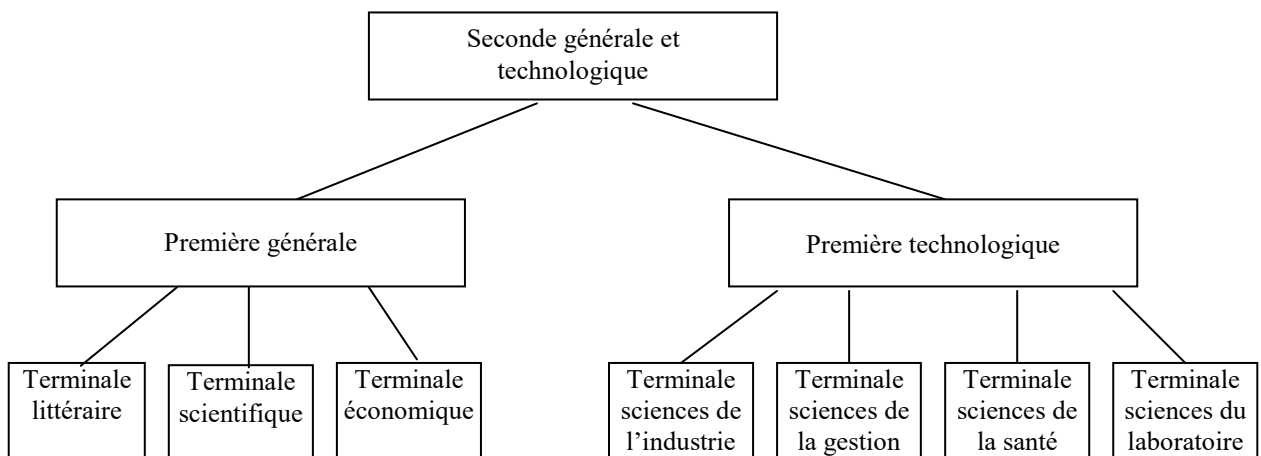 Seconde générale et
technologique
Première générale
Première technologique
Terminale
littéraire
Terminale
scientifique
Terminale
économique
Terminale
sciences de
l’industrie
Terminale
sciences de
la gestion
Terminale
sciences de
la santé
Terminale
sciences du
laboratoire